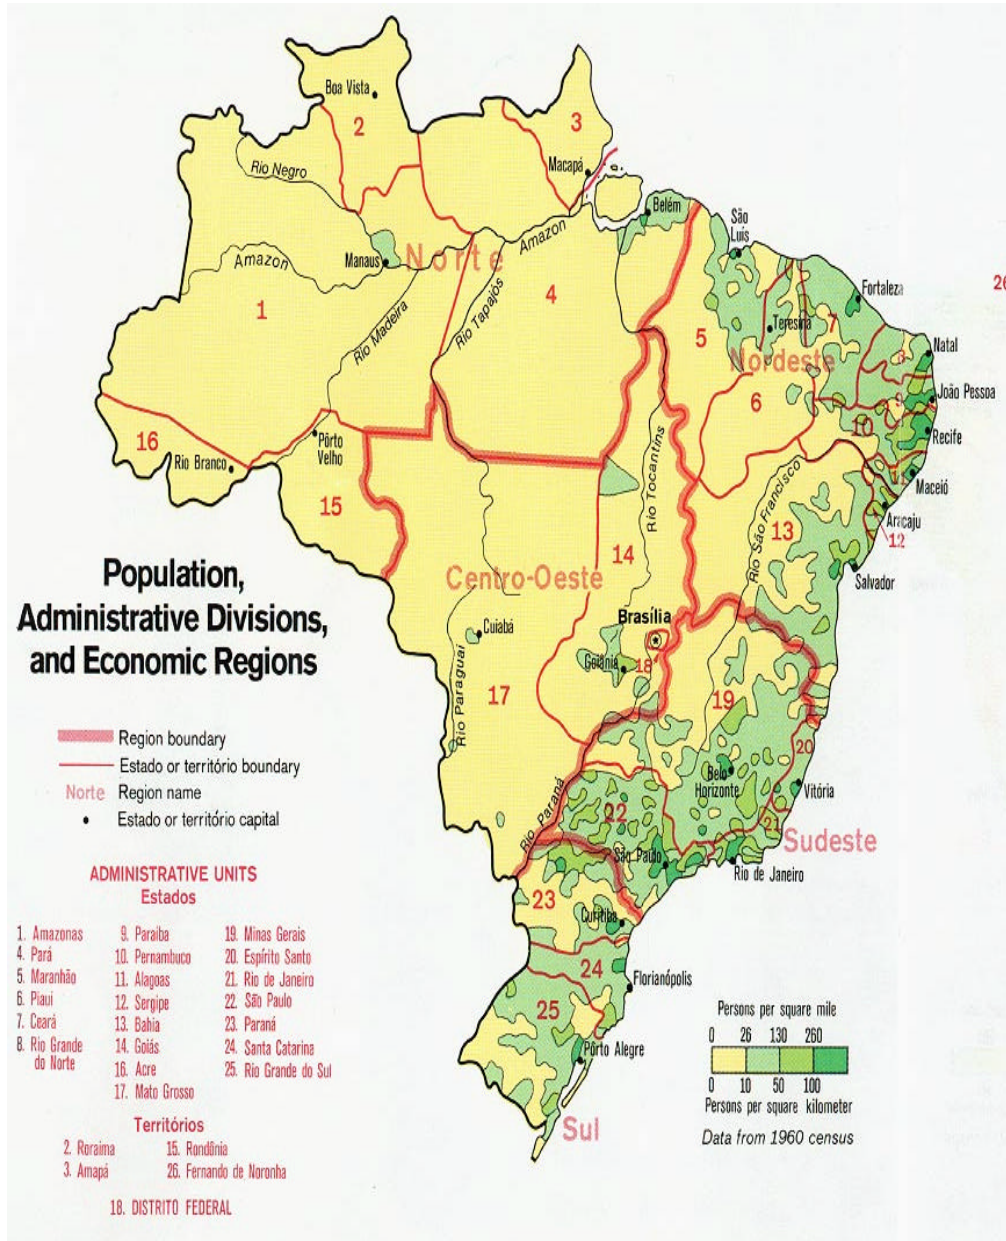 Boa Vista
2
3
Macapá
Rio Negro
Belém
São
Luís
Amazon
Norte
Manaus
Amazon
26
Fortaleza
1
4
Rio Madeira
Rio Tapajós
5
Teresina
7
Nordeste
8
Natal
6
9
João Pessoa
10
Recife
16
Rio Branco
Pôrto
Velho
Rio Tocantins
Rio São Francisco
11
Maceió
15
13
Aracaju
12
14
Salvador
Centro-Oeste
Population,
Administrative Divisions,
and Economic Regions
Brasília
Cuiabá
Goiânia
18
Rio Paraguai
17
19
20
Region boundary
Estado or território boundary
Norte Region name
Estado or território capital
Belo
Horizonte
Vitória
Rio Paraná
22
21
Sudeste
São Paulo
Rio de Janeiro
23
Curitiba
24
Florianópolis
25
Pôrto Alegre
Sul
ADMINISTRATIVE UNITS
Estados
1. Amazonas
4. Pará
5. Maranhão
6. Piaui
7. Ceará
8. Rio Grande
do Norte
9. Paraiba
10. Pernambuco
11. Alagoas
12. Sergipe
13. Bahia
14. Goiás
16. Acre
17. Mato Grosso
19. Minas Gerais
20. Espírito Santo
21. Rio de Janeiro
22. São Paulo
23. Paraná
24. Santa Catarina
25. Rio Grande do Sul
Territórios
2. Roraima
3. Amapá
15. Rondônia
26. Fernando de Noronha
18. DISTRITO FEDERAL
Persons per square mile
0 26 130 260
0 10 50 100
Persons per square kilometer
Data from 1960 census